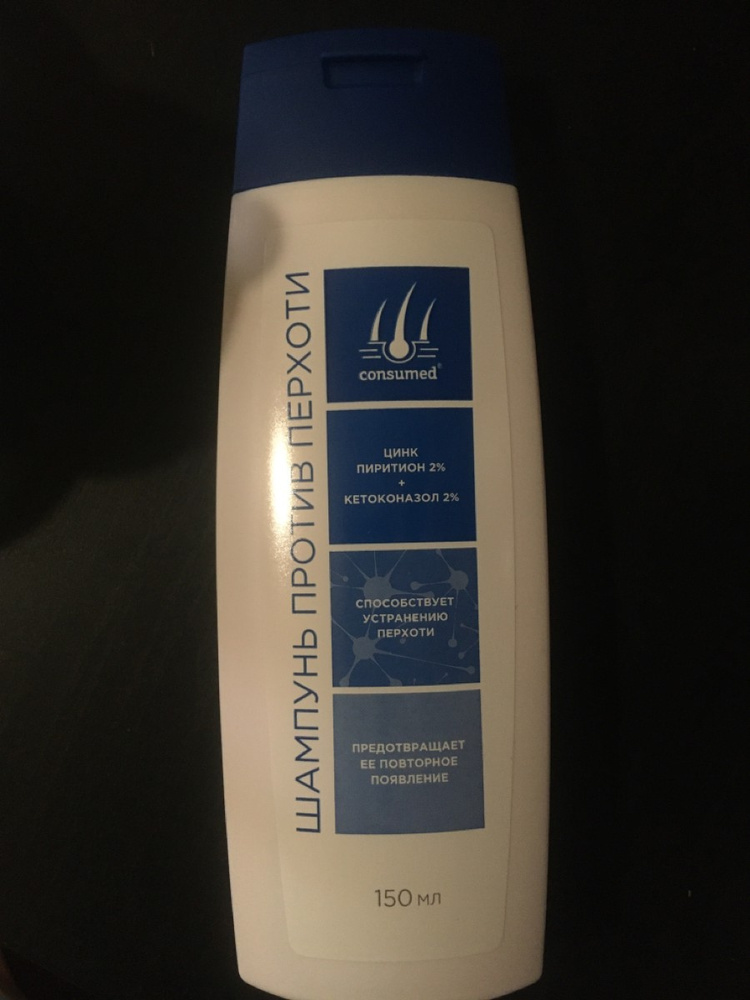 ШАМПУНЬ ПРОТИВ ПЕРХОТИ
consumed®
ЦИНК
ПИРИТИОН 2%
+
КЕТОКОНАЗОЛ 2%
СПОСОБСТВУЕТ
УСТРАНЕНИЮ
ПЕРХОТИ
ПРЕДОТВРАЩАЕТ
ЕЕ ПОВТОРНОЕ
ПОЯВЛЕНИЕ
150 мл